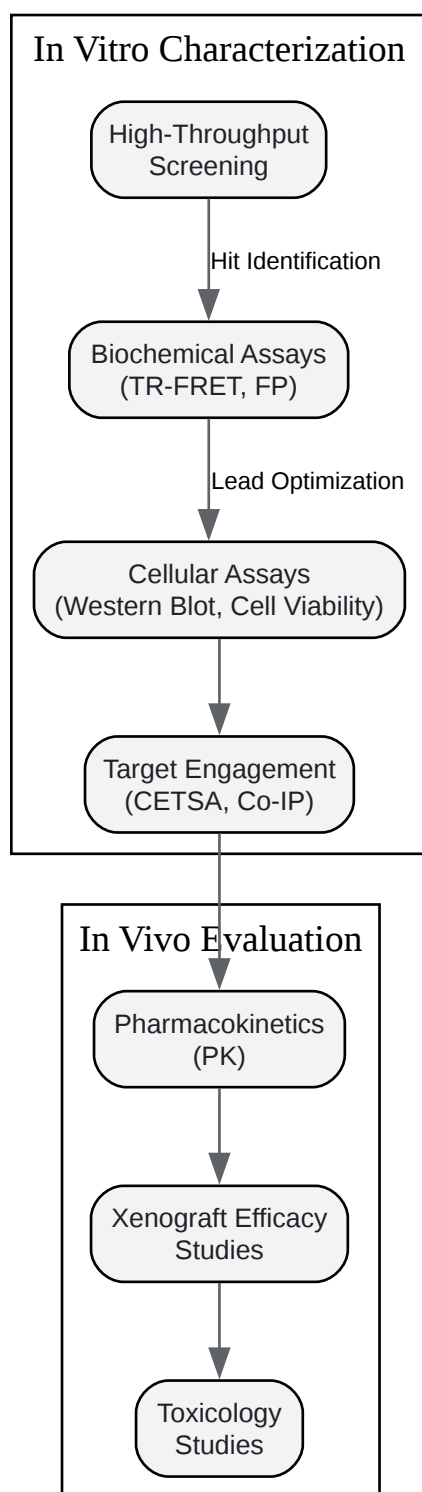 In Vitro Characterization
High-Throughput
Screening
Hit Identification
Biochemical Assays
(TR-FRET, FP)
Lead Optimization
Cellular Assays
(Western Blot, Cell Viability)
Target Engagement
(CETSA, Co-IP)
In Vivo Evaluation
Pharmacokinetics
(PK)
Xenograft Efficacy
Studies
Toxicology
Studies